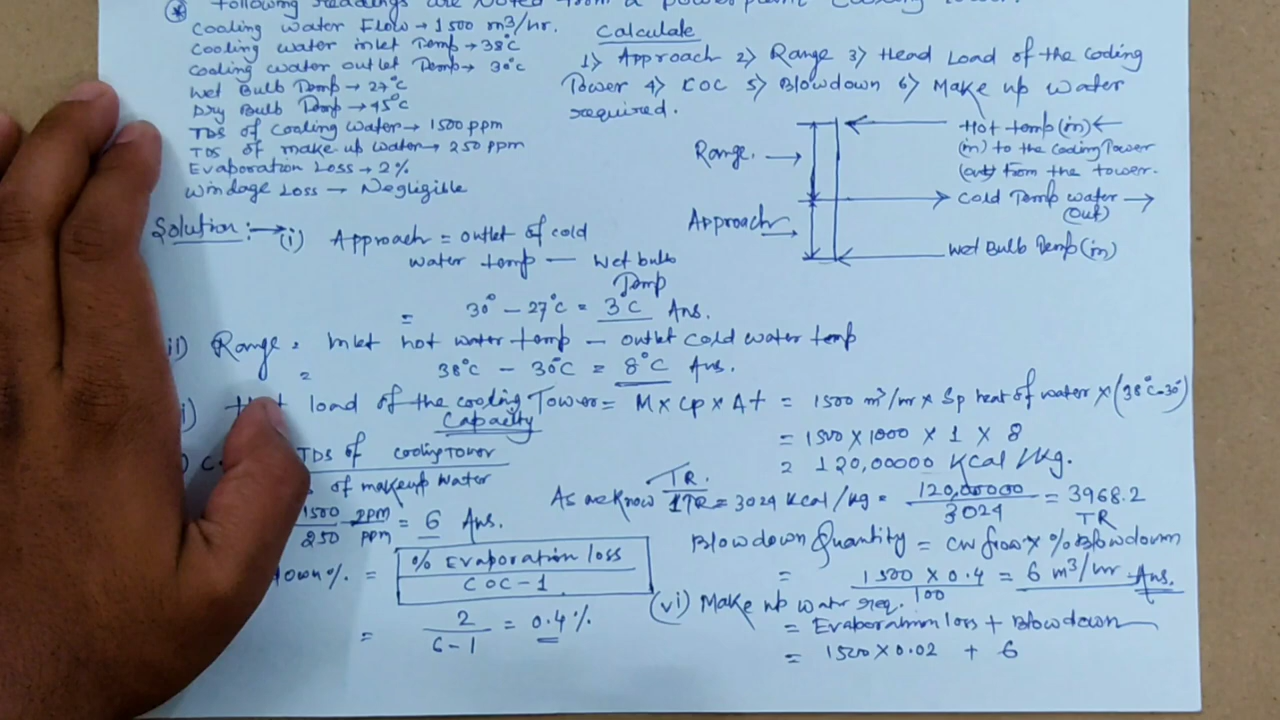 * Following readings are noted from a powerplant Cooling tower.
Cooling water Flow → 1500 m3/hr.
Cooling water inlet Temp → 38°C
Cooling water outlet Temp → 30°C
Wet Bulb Temp → 27°C
Dry Bulb Temp → 45°C
TDS of Cooling Water → 1500 ppm
TDS of make up Water → 250 ppm
Evaporation Loss → 2%
Windage Loss → Negligible
Calculate
1) Approach 2) Range 3) Head Load of the Cooling
Tower 4) COC 5) Blowdown 6) Make up Water
required.
Range. →
Approach →
Hot temp (in) ←
(in) to the Cooling Tower
(out) from the tower.
Cold Temp water →
(out)
Wet Bulb Temp (in)
Solution :→ (i) Approach = outlet of cold
water temp — Wet bulb
Temp
= 30° - 27°C = 3°C Ans.
ii) Range = Inlet hot water temp - outlet cold water temp
= 38°C - 30°C = 8°C Ans.
i) load of the cooling Tower = M x Cp x Δt = 1500 m³/hr x Sp heat of water x (38°C-30°)
Capacity
= 1500 x 1000 x 1 x 8
= 120,00000 Kcal/kg.
) C. TDS of cooling tower
of makeup water
1500 ppm
250 ppm
= 6 Ans.
TR.
As we know 1TR = 3024 Kcal/kg = 120,00000 / 3024 = 3968.2
TR
down % = % Evaporation loss
COC - 1
= 2 / 6-1 = 0.4%
Blowdown Quantity = CW flow x % Blowdown
= 1500 x 0.4 / 100 = 6 m³/hr Ans.
(vi) Make up water req.
= Evaporation loss + Blowdown
= 1500 x 0.02 + 6